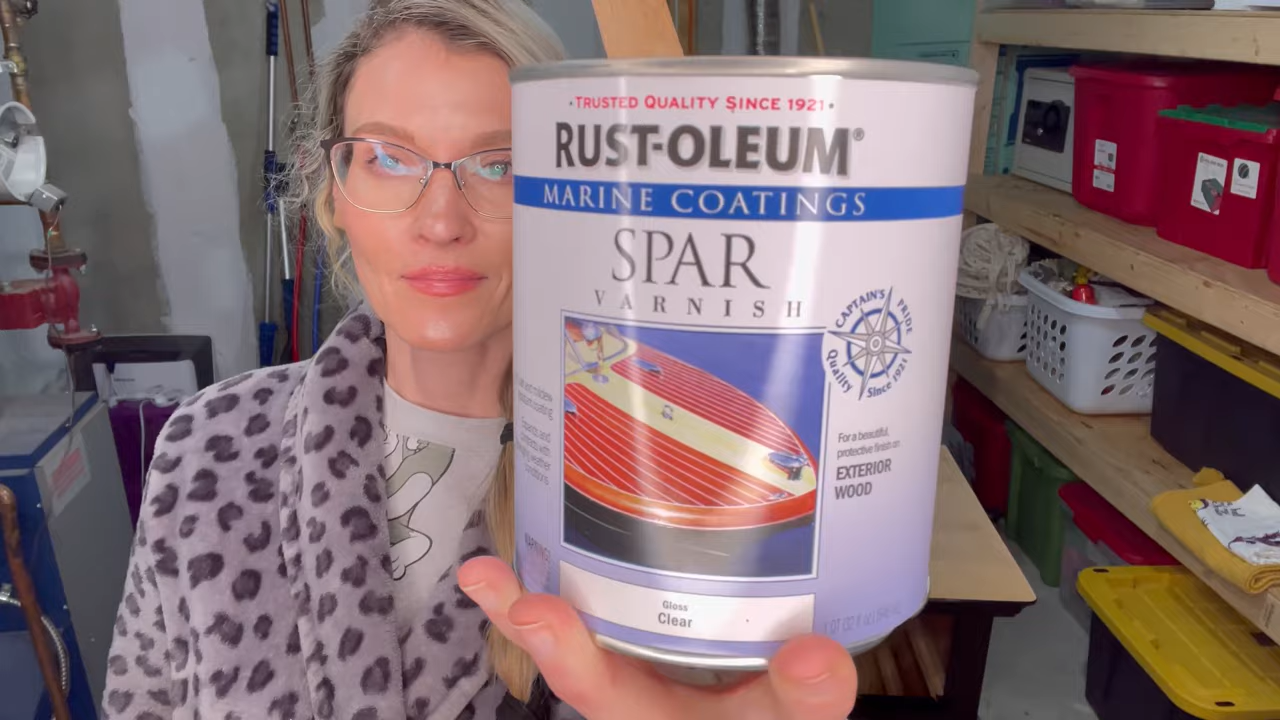 ·TRUSTED QUALITY SINCE 1921·
RUST-OLEUM®
MARINE COATINGS
SPAR
VARNISH
CAPTAIN'S PRIDE
Quality Since 1921
For a beautiful,
protective finish on
EXTERIOR
WOOD
WARNING!
Gloss
Clear